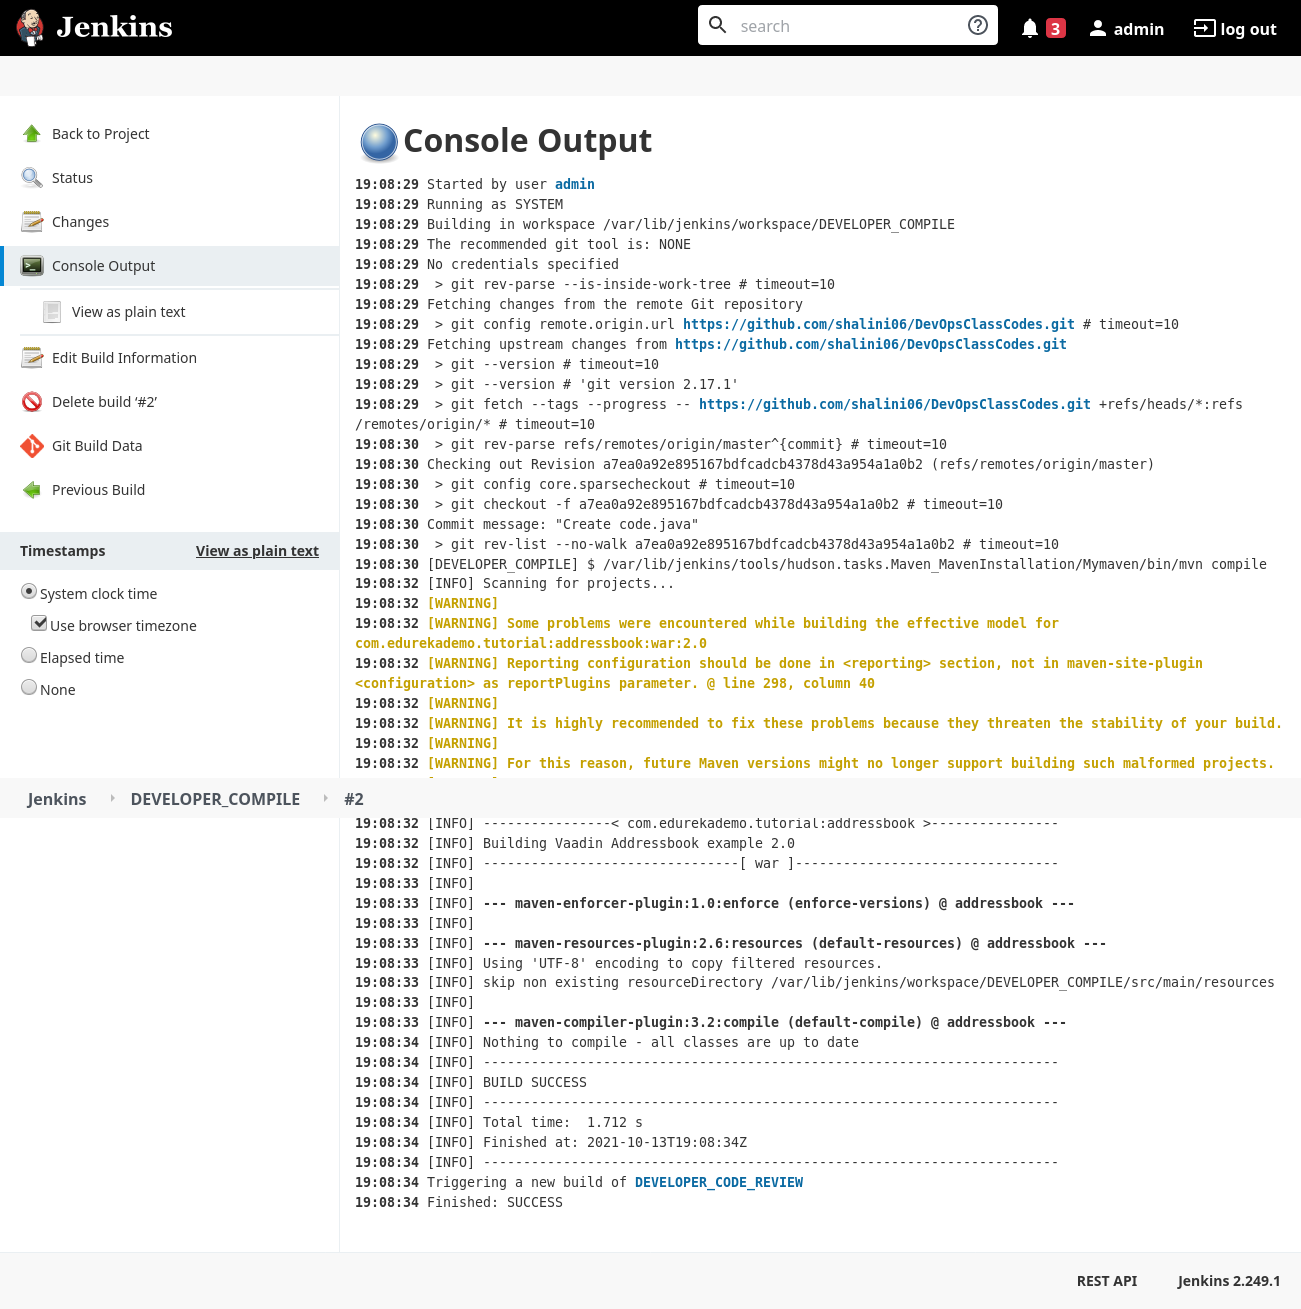 Jenkins
search
3
admin
log out
Back to Project
Status
Changes
Console Output
View as plain text
Edit Build Information
Delete build ‘#2’
Git Build Data
Previous Build
Timestamps View as plain text
System clock time
Use browser timezone
Elapsed time
None
Console Output
19:08:29 Started by user admin
19:08:29 Running as SYSTEM
19:08:29 Building in workspace /var/lib/jenkins/workspace/DEVELOPER_COMPILE
19:08:29 The recommended git tool is: NONE
19:08:29 No credentials specified
19:08:29  > git rev-parse --is-inside-work-tree # timeout=10
19:08:29 Fetching changes from the remote Git repository
19:08:29  > git config remote.origin.url https://github.com/shalini06/DevOpsClassCodes.git # timeout=10
19:08:29 Fetching upstream changes from https://github.com/shalini06/DevOpsClassCodes.git
19:08:29  > git --version # timeout=10
19:08:29  > git --version # 'git version 2.17.1'
19:08:29  > git fetch --tags --progress -- https://github.com/shalini06/DevOpsClassCodes.git +refs/heads/*:refs
/remotes/origin/* # timeout=10
19:08:30  > git rev-parse refs/remotes/origin/master^{commit} # timeout=10
19:08:30 Checking out Revision a7ea0a92e895167bdfcadcb4378d43a954a1a0b2 (refs/remotes/origin/master)
19:08:30  > git config core.sparsecheckout # timeout=10
19:08:30  > git checkout -f a7ea0a92e895167bdfcadcb4378d43a954a1a0b2 # timeout=10
19:08:30 Commit message: "Create code.java"
19:08:30  > git rev-list --no-walk a7ea0a92e895167bdfcadcb4378d43a954a1a0b2 # timeout=10
19:08:30 [DEVELOPER_COMPILE] $ /var/lib/jenkins/tools/hudson.tasks.Maven_MavenInstallation/Mymaven/bin/mvn compile
19:08:32 [INFO] Scanning for projects...
19:08:32 [WARNING]
19:08:32 [WARNING] Some problems were encountered while building the effective model for
com.edurekademo.tutorial:addressbook:war:2.0
19:08:32 [WARNING] Reporting configuration should be done in <reporting> section, not in maven-site-plugin
<configuration> as reportPlugins parameter. @ line 298, column 40
19:08:32 [WARNING]
19:08:32 [WARNING] It is highly recommended to fix these problems because they threaten the stability of your build.
19:08:32 [WARNING]
19:08:32 [WARNING] For this reason, future Maven versions might no longer support building such malformed projects.
Jenkins DEVELOPER_COMPILE #2
19:08:32 [INFO] ----------------< com.edurekademo.tutorial:addressbook >----------------
19:08:32 [INFO] Building Vaadin Addressbook example 2.0
19:08:32 [INFO] --------------------------------[ war ]---------------------------------
19:08:33 [INFO]
19:08:33 [INFO] --- maven-enforcer-plugin:1.0:enforce (enforce-versions) @ addressbook ---
19:08:33 [INFO]
19:08:33 [INFO] --- maven-resources-plugin:2.6:resources (default-resources) @ addressbook ---
19:08:33 [INFO] Using 'UTF-8' encoding to copy filtered resources.
19:08:33 [INFO] skip non existing resourceDirectory /var/lib/jenkins/workspace/DEVELOPER_COMPILE/src/main/resources
19:08:33 [INFO]
19:08:33 [INFO] --- maven-compiler-plugin:3.2:compile (default-compile) @ addressbook ---
19:08:34 [INFO] Nothing to compile - all classes are up to date
19:08:34 [INFO] ------------------------------------------------------------------------
19:08:34 [INFO] BUILD SUCCESS
19:08:34 [INFO] ------------------------------------------------------------------------
19:08:34 [INFO] Total time:  1.712 s
19:08:34 [INFO] Finished at: 2021-10-13T19:08:34Z
19:08:34 [INFO] ------------------------------------------------------------------------
19:08:34 Triggering a new build of DEVELOPER_CODE_REVIEW
19:08:34 Finished: SUCCESS
REST API Jenkins 2.249.1